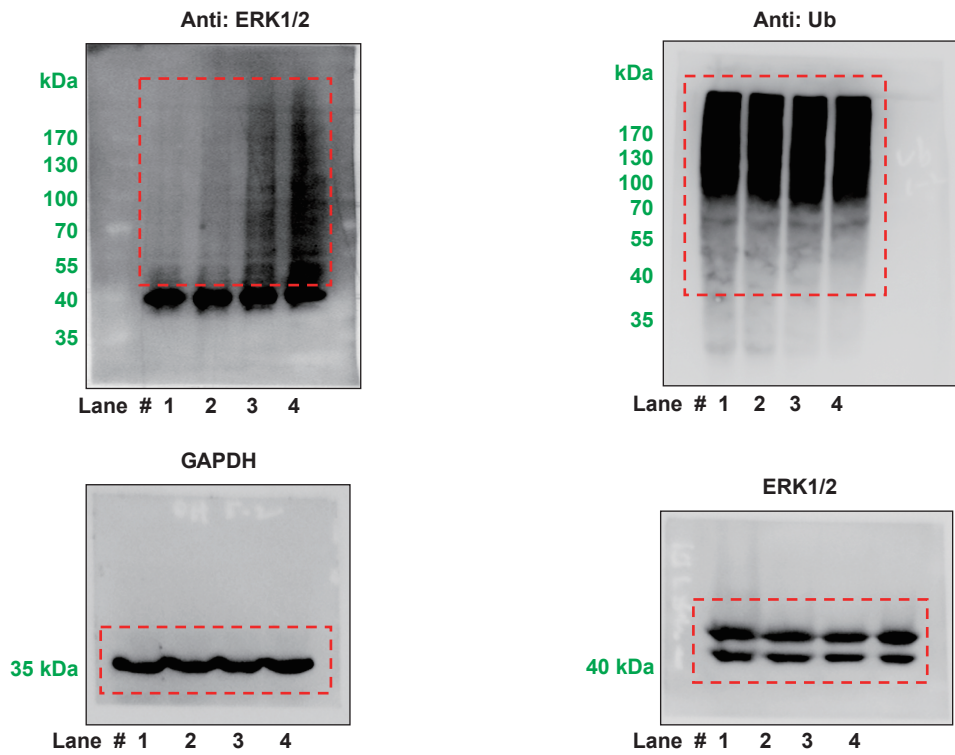 Anti: ERK1/2
kDa
170
130
100
70
55
40
35
Lane # 1 2 3 4
Anti: Ub
kDa
170
130
100
70
55
40
35
Lane # 1 2 3 4
GAPDH
35 kDa
Lane # 1 2 3 4
ERK1/2
40 kDa
Lane # 1 2 3 4